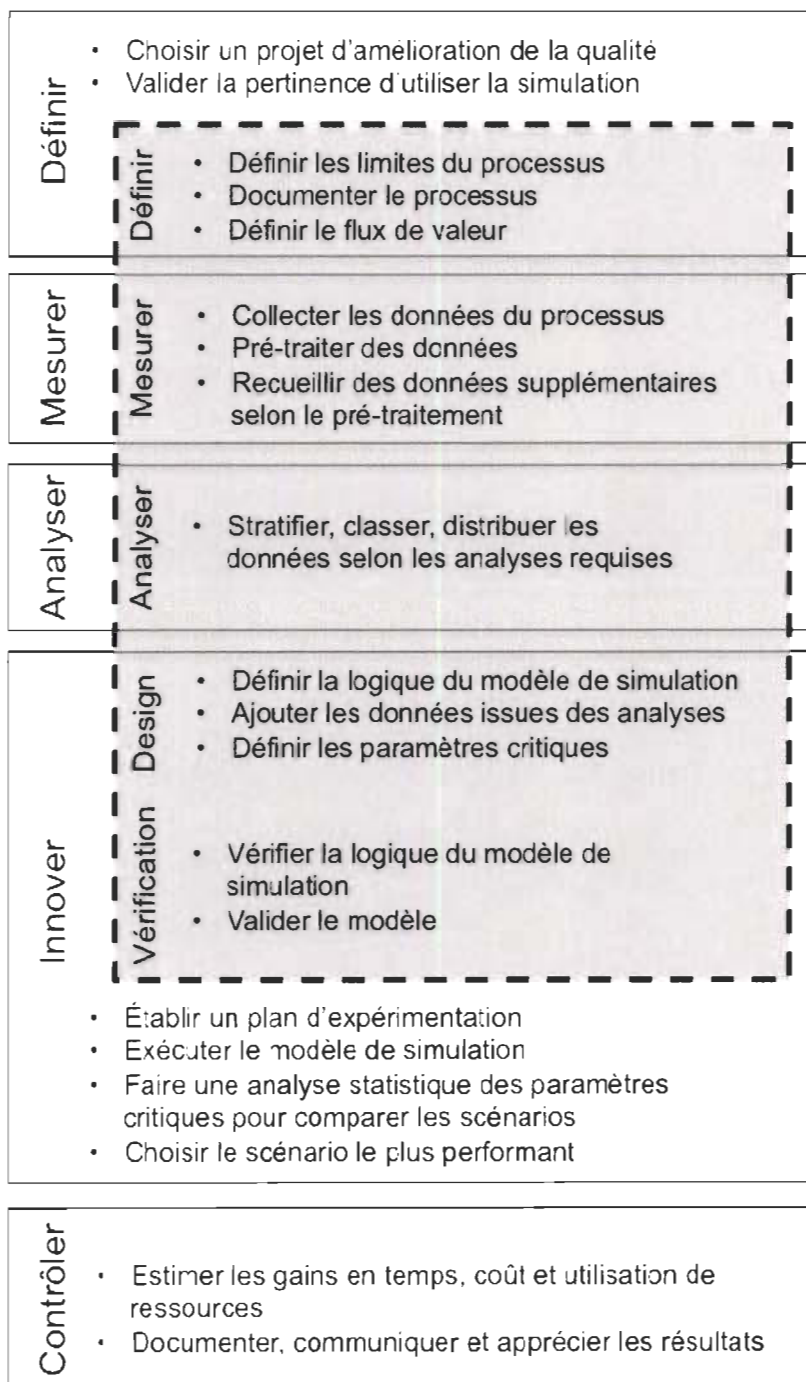 Définir
• Choisir un projet d'amélioration de la qualité
• Valider la pertinence d'utiliser la simulation
Définir
• Définir les limites du processus
• Documenter le processus
• Définir le flux de valeur
Mesurer
Mesurer
• Collecter les données du processus
• Pré-traiter des données
• Recueillir des données supplémentaires
selon le pré-traitement
Analyser
Analyser
• Stratifier, classer, distribuer les
données selon les analyses requises
Innover
Design
• Définir la logique du modèle de simulation
• Ajouter les données issues des analyses
• Définir les paramètres critiques
Vérification
• Vérifier la logique du modèle de
simulation
• Valider le modèle
• Établir un plan d'expérimentation
• Exécuter le modèle de simulation
• Faire une analyse statistique des paramètres
critiques pour comparer les scénarios
• Choisir le scénario le plus performant
Contrôler
• Estimer les gains en temps, coût et utilisation de
ressources
• Documenter, communiquer et apprécier les résultats